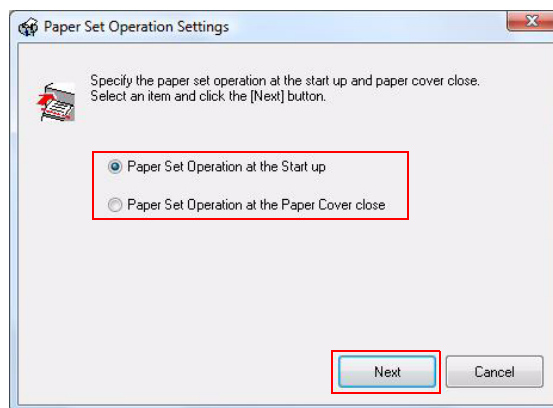 Paper Set Operation Settings
Specify the paper set operation at the start up and paper cover close.
Select an item and click the [Next] button.
Paper Set Operation at the Start up
Paper Set Operation at the Paper Cover close
Next Cancel